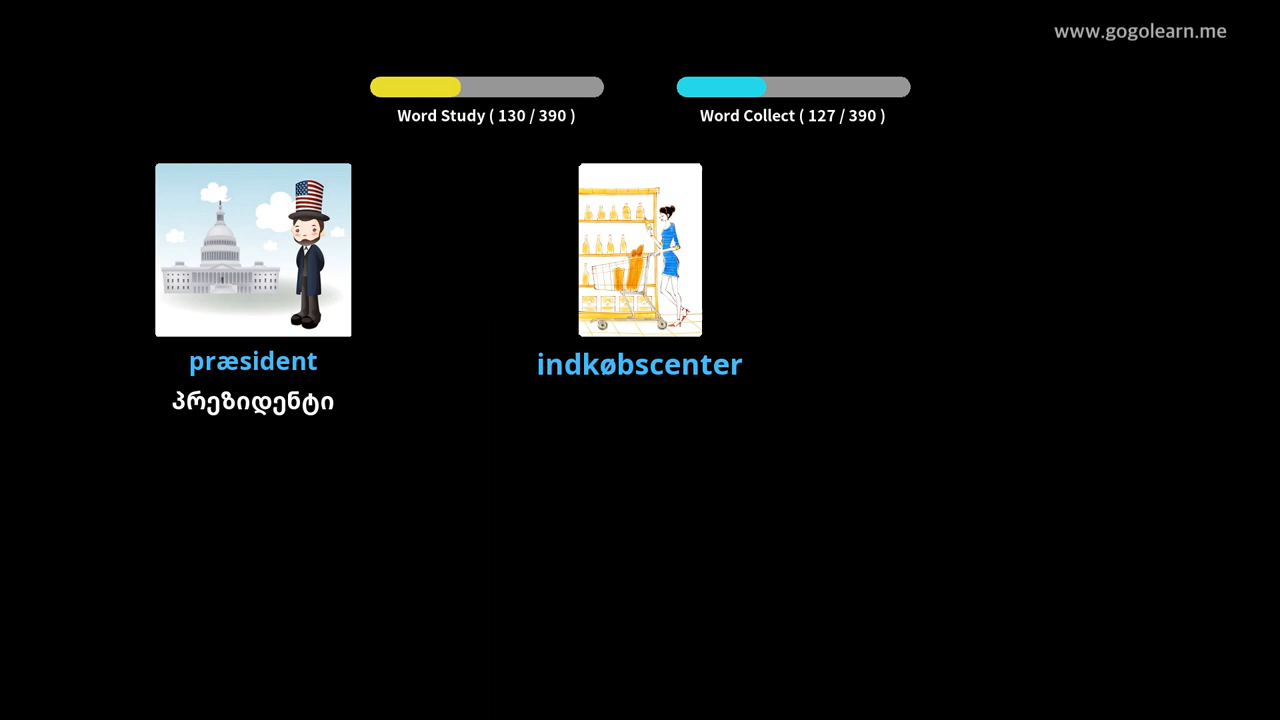 www.gogolearn.me
Word Study ( 130 / 390 )
Word Collect ( 127 / 390 )
præsident
პრეზიდენტი
indkøbscenter